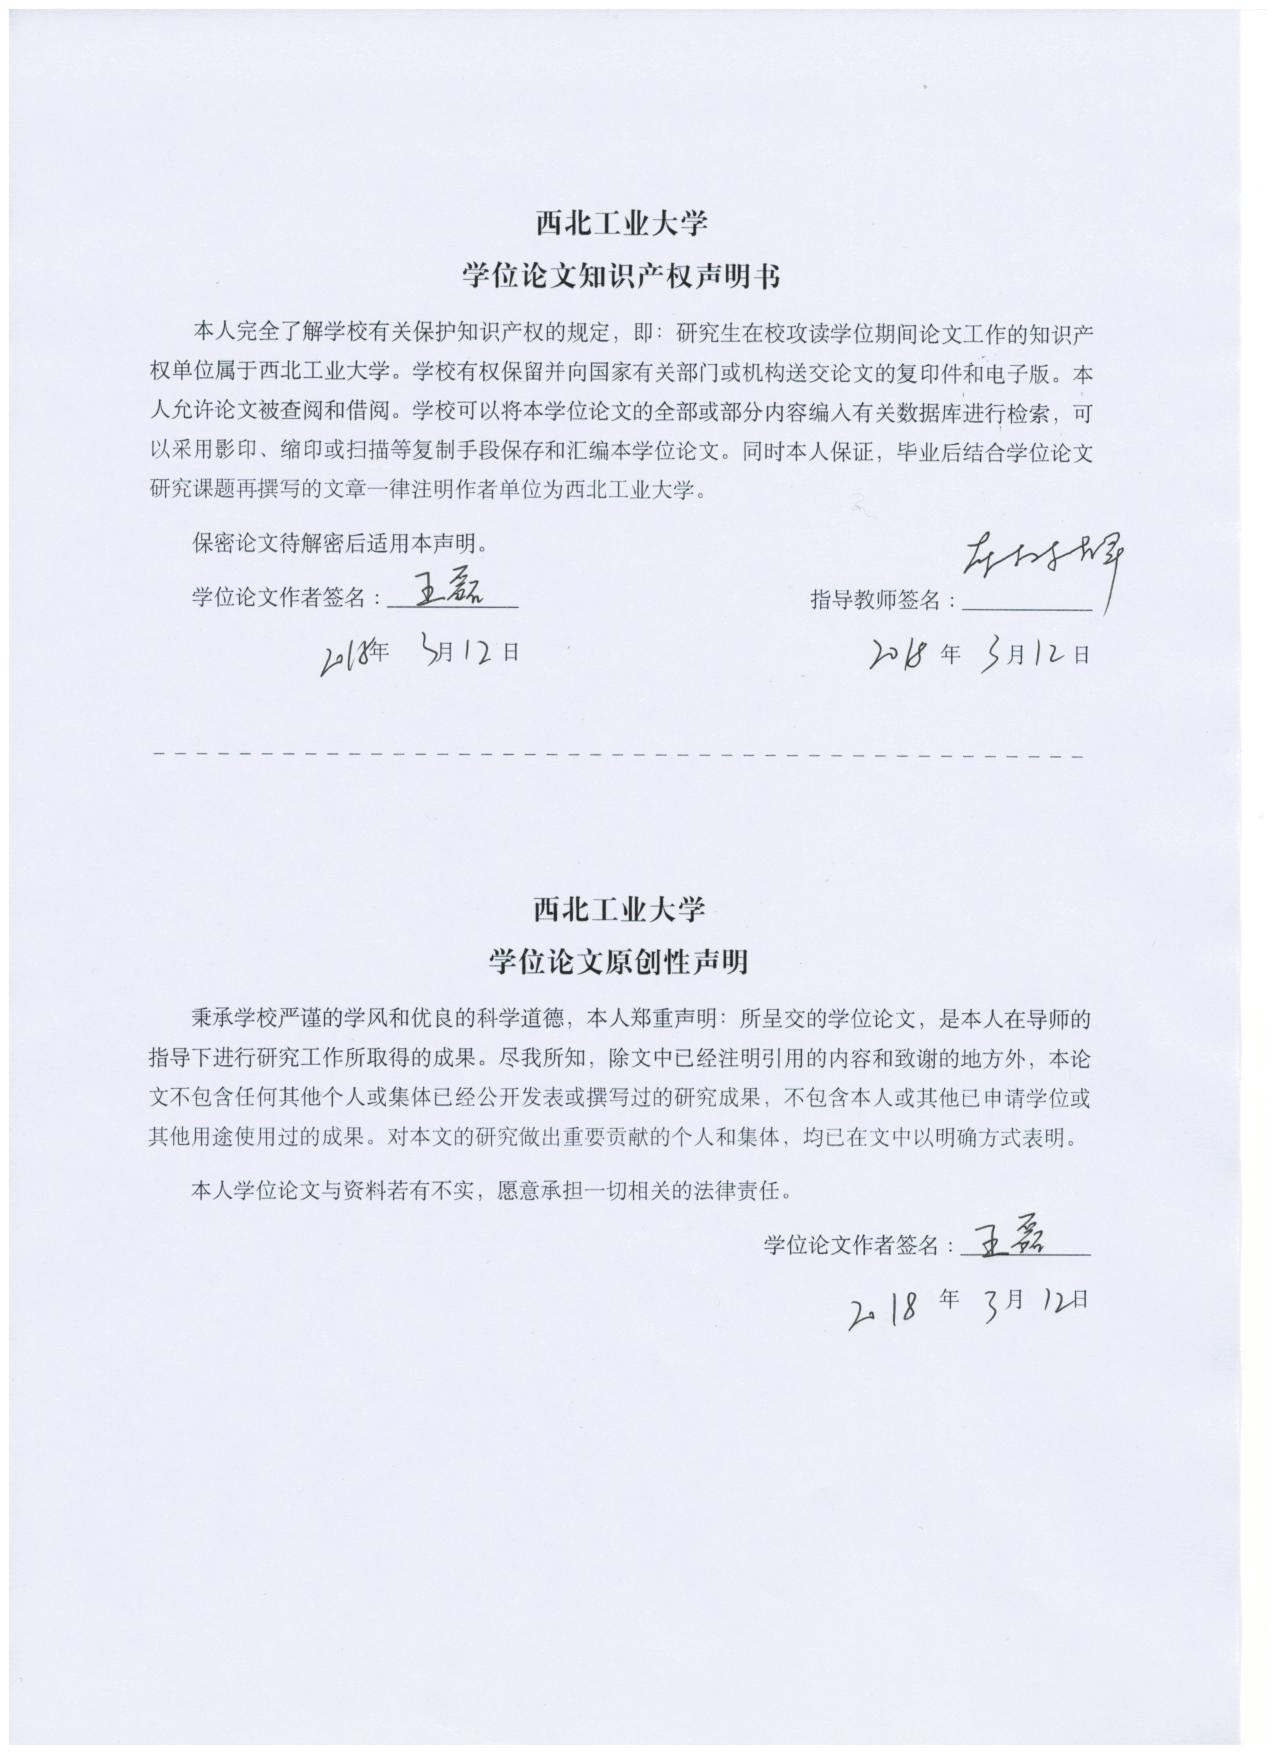 西北工业大学
学位论文知识产权声明书
本人完全了解学校有关保护知识产权的规定，即：研究生在校攻读学位期间论文工作的知识产
权单位属于西北工业大学。学校有权保留并向国家有关部门或机构送交论文的复印件和电子版。本
人允许论文被查阅和借阅。学校可以将本学位论文的全部或部分内容编入有关数据库进行检索，可
以采用影印、缩印或扫描等复制手段保存和汇编本学位论文。同时本人保证，毕业后结合学位论文
研究课题再撰写的文章一律注明作者单位为西北工业大学。
保密论文待解密后适用本声明。
学位论文作者签名：王磊 指导教师签名：
2018年 3月12日 2018年 3月12日
西北工业大学
学位论文原创性声明
秉承学校严谨的学风和优良的科学道德，本人郑重声明：所呈交的学位论文，是本人在导师的
指导下进行研究工作所取得的成果。尽我所知，除文中已经注明引用的内容和致谢的地方外，本论
文不包含任何其他个人或集体已经公开发表或撰写过的研究成果，不包含本人或其他已申请学位或
其他用途使用过的成果。对本文的研究做出重要贡献的个人和集体，均已在文中以明确方式表明。
本人学位论文与资料若有不实，愿意承担一切相关的法律责任。
学位论文作者签名：王磊
2018年 3月12日